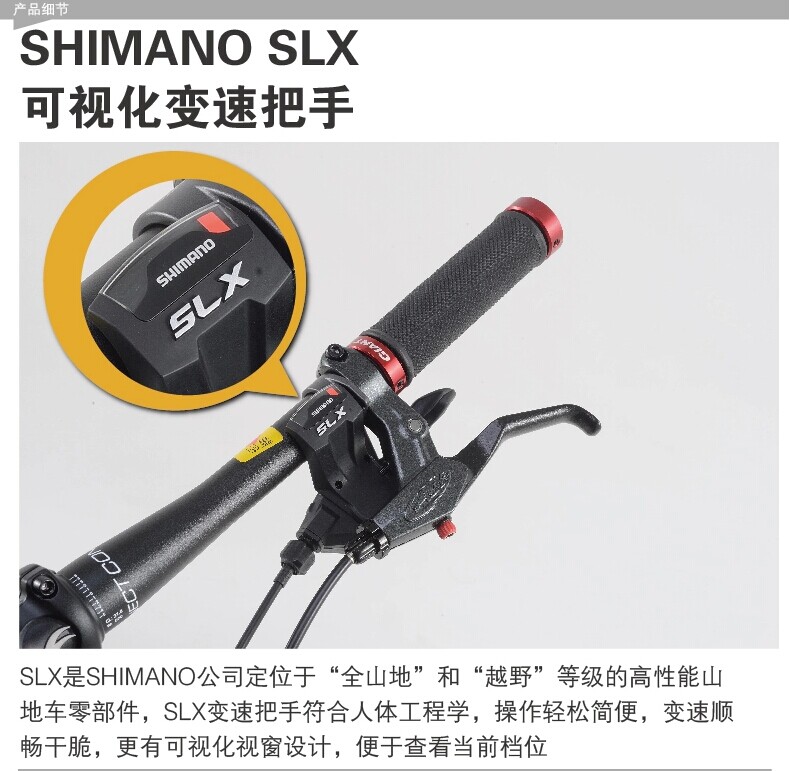 产品细节
SHIMANO SLX
可视化变速把手
SHIMANO
SLX
GIANT
SHIMANO
SLX
SLX是SHIMANO公司定位于“全山地”和“越野”等级的高性能山
地车零部件，SLX变速把手符合人体工程学，操作轻松简便，变速顺
畅干脆，更有可视化视窗设计，便于查看当前档位